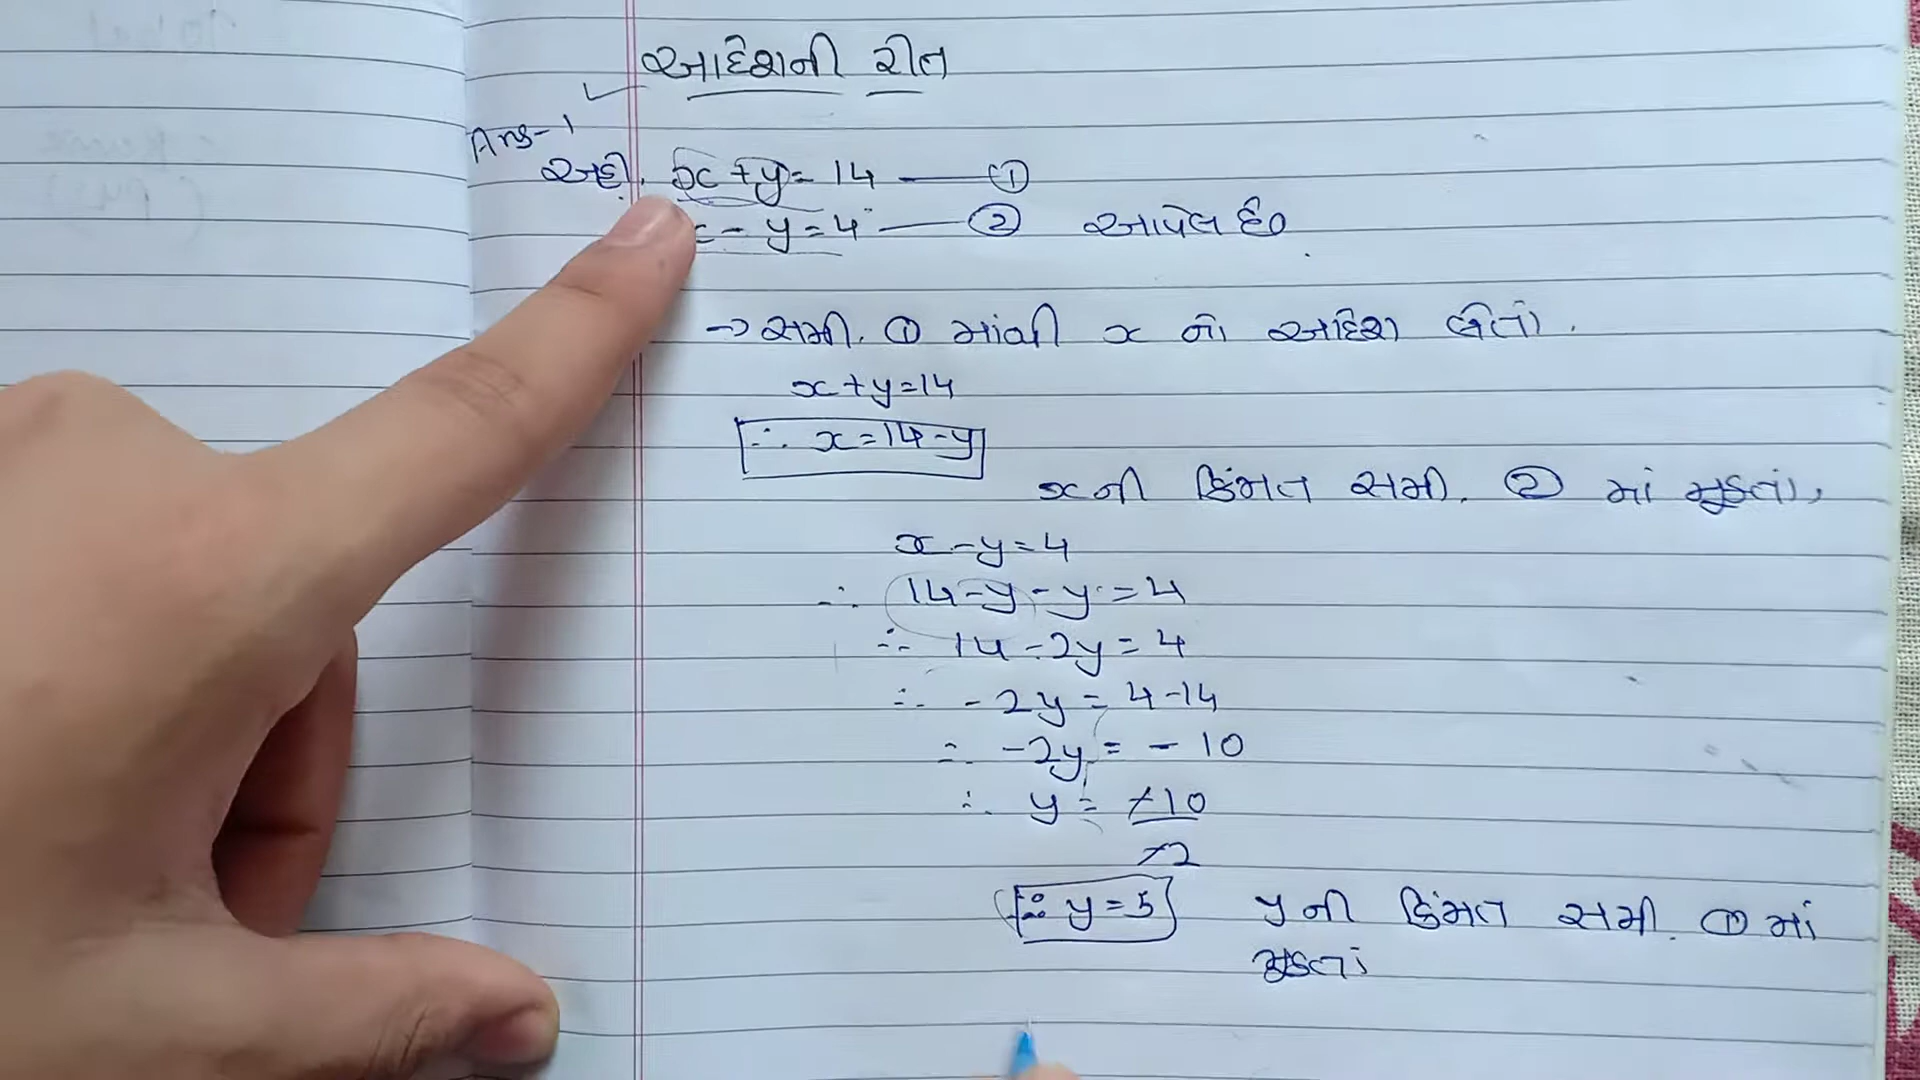 આદેશની રીત
Ans-1
અહીં. x + y = 14 — ①
x - y = 4 — ② આપેલ છે
→ સમી. ① માંથી x નો આદેશ લેતાં.
x + y = 14
∴ x = 14 - y
x ની કિંમત સમી. ② માં મુકતાં,
x - y = 4
∴ 14 - y - y = 4
∴ 14 - 2y = 4
∴ - 2y = 4 - 14
∴ - 2y = - 10
∴ y = -10
-2
∴ y = 5 y ની કિંમત સમી. ① માં
મુકતાં